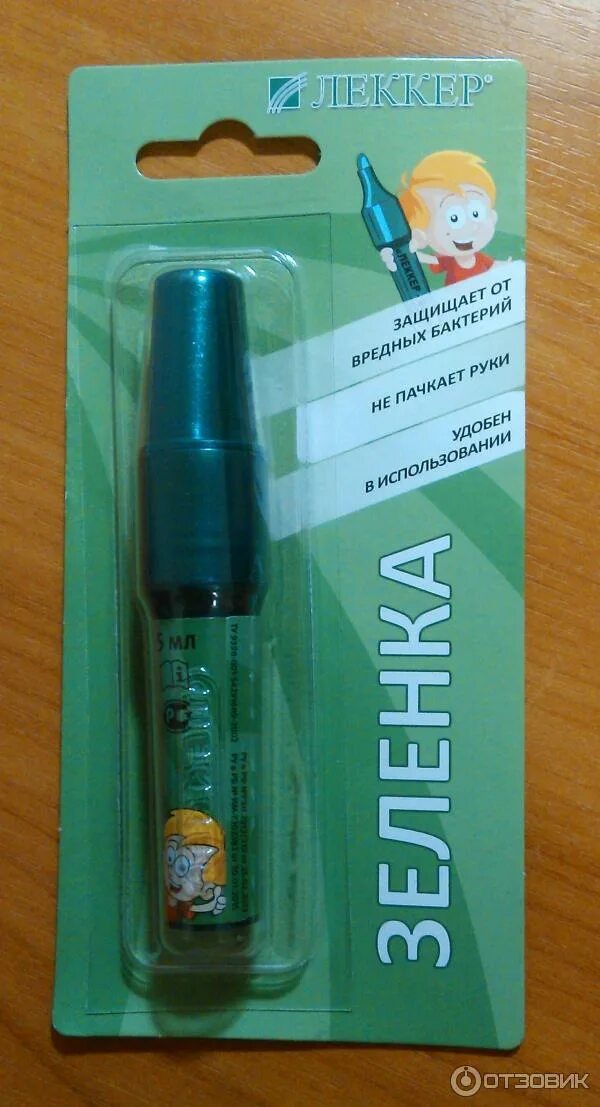 ЛЕККЕР®
ЛЕККЕР
ЗАЩИЩАЕТ ОТ
ВРЕДНЫХ БАКТЕРИЙ
НЕ ПАЧКАЕТ РУКИ
УДОБЕН
В ИСПОЛЬЗОВАНИИ
ЗЕЛЕНКА
5 мл
ОТЗОВИК